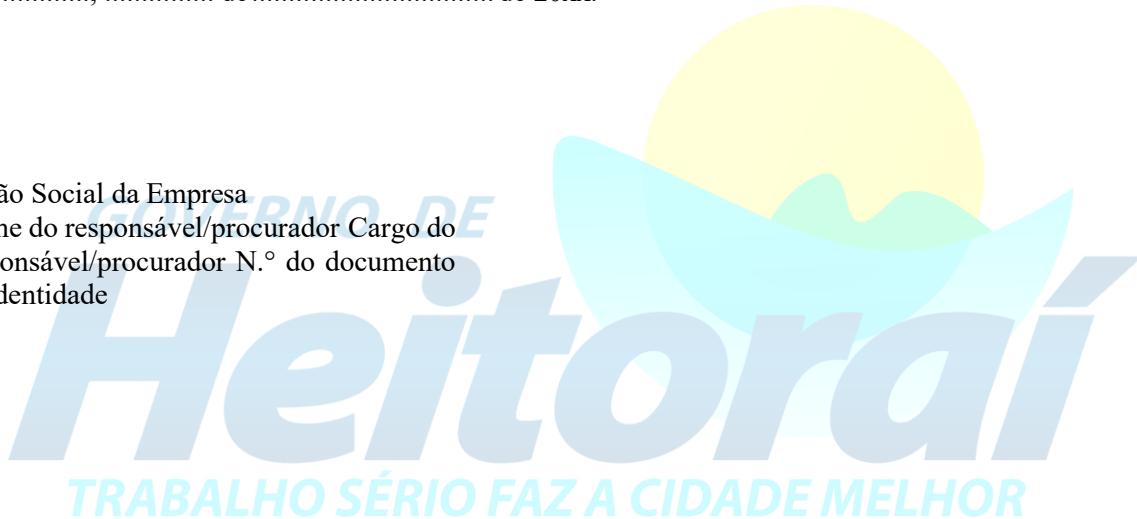 ão Social da Empresa
GOVERNO DE
ne do responsável/procurador Cargo do
onsável/procurador N.° do documento
dentidade
Heitoraí
TRABALHO SÉRIO FAZ A CIDADE MELHOR